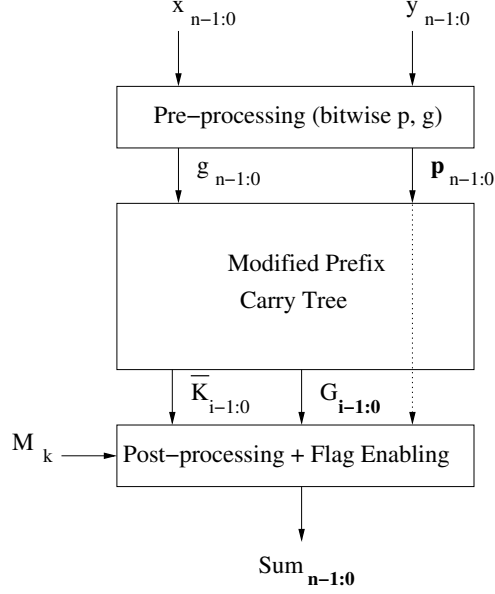 x n−1:0 y n−1:0
Pre−processing (bitwise p, g)
g n−1:0 p n−1:0
Modified Prefix
Carry Tree
K̅ i−1:0 G i-1:0
M k
Post−processing + Flag Enabling
Sum n−1:0